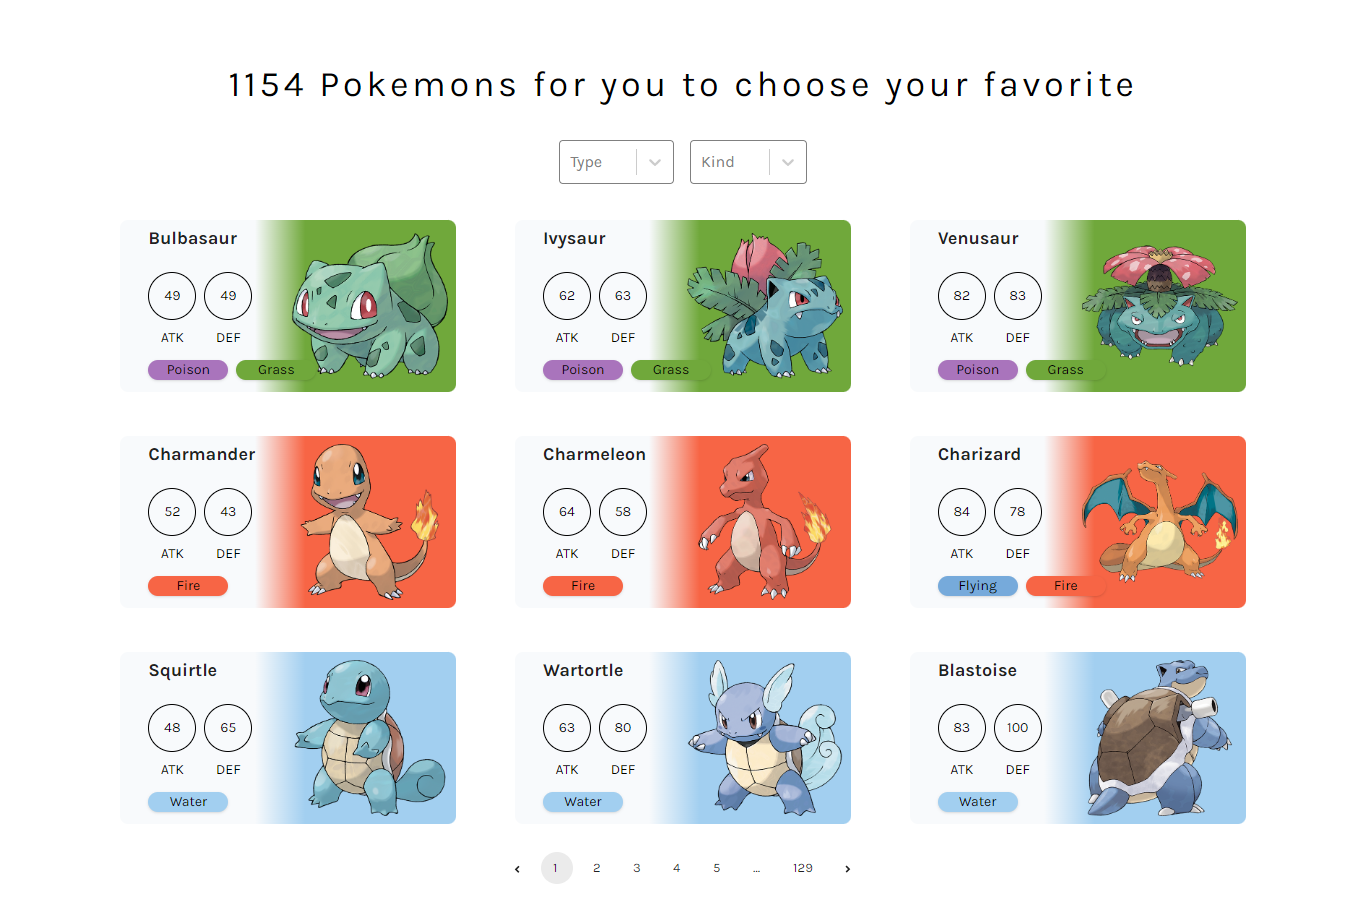 1154 Pokemons for you to choose your favorite
Type Kind
Bulbasaur
49 49
ATK DEF
Poison Grass
Ivysaur
62 63
ATK DEF
Poison Grass
Venusaur
82 83
ATK DEF
Poison Grass
Charmander
52 43
ATK DEF
Fire
Charmeleon
64 58
ATK DEF
Fire
Charizard
84 78
ATK DEF
Flying Fire
Squirtle
48 65
ATK DEF
Water
Wartortle
63 80
ATK DEF
Water
Blastoise
83 100
ATK DEF
Water
‹ 1 2 3 4 5 ... 129 ›